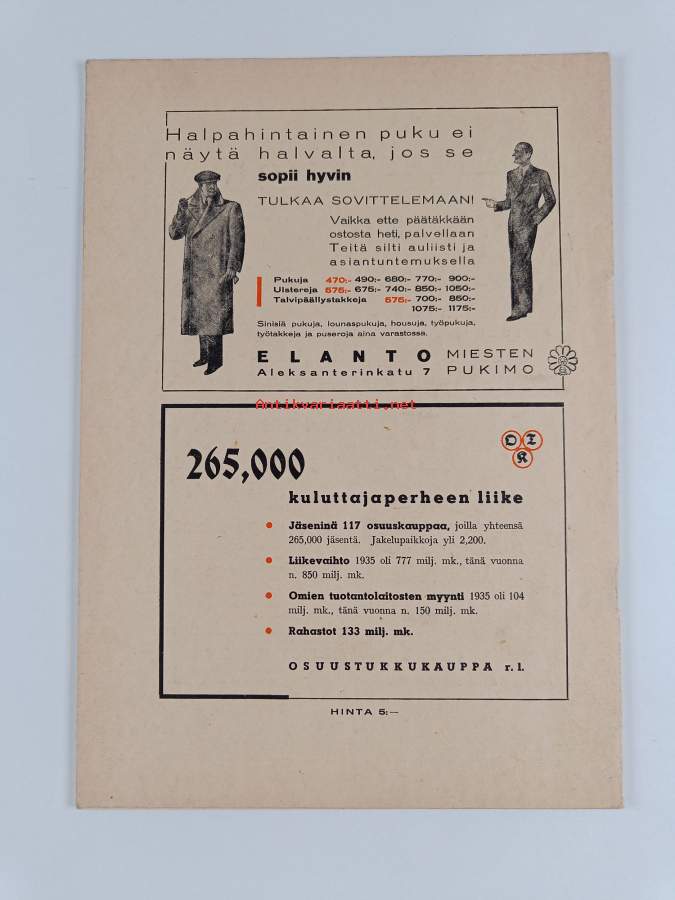 Halpahintainen puku ei
näytä halvalta, jos se
sopii hyvin
TULKAA SOVITTELEMAAN!
Vaikka ette päätäkkään
ostosta heti, palvellaan
Teitä silti auliisti ja
asiantuntemuksella
Pukuja 470:- 490:- 680:- 770:- 900:-
Ulstereja 575:- 675:- 740:- 850:- 1050:-
Talvipäällystakkeja 575:- 700:- 850:-
1075:- 1175:-
Sinisiä pukuja, lounaspukuja, housuja, työpukuja,
työtakkeja ja puseroja aina varastossa.
ELANTO MIESTEN
Aleksanterinkatu 7 PUKIMO
Antikvariaatti.net
O T
K
265,000
kuluttajaperheen liike
Jäseninä 117 osuuskauppaa, joilla yhteensä
265,000 jäsentä. Jakelupaikkoja yli 2,200.
Liikevaihto 1935 oli 777 milj. mk., tänä vuonna
n. 850 milj. mk.
Omien tuotantolaitosten myynti 1935 oli 104
milj. mk., tänä vuonna n. 150 milj. mk.
Rahastot 133 milj. mk.
OSUUSTUKKUKAUPPA r. l.
HINTA 5:—